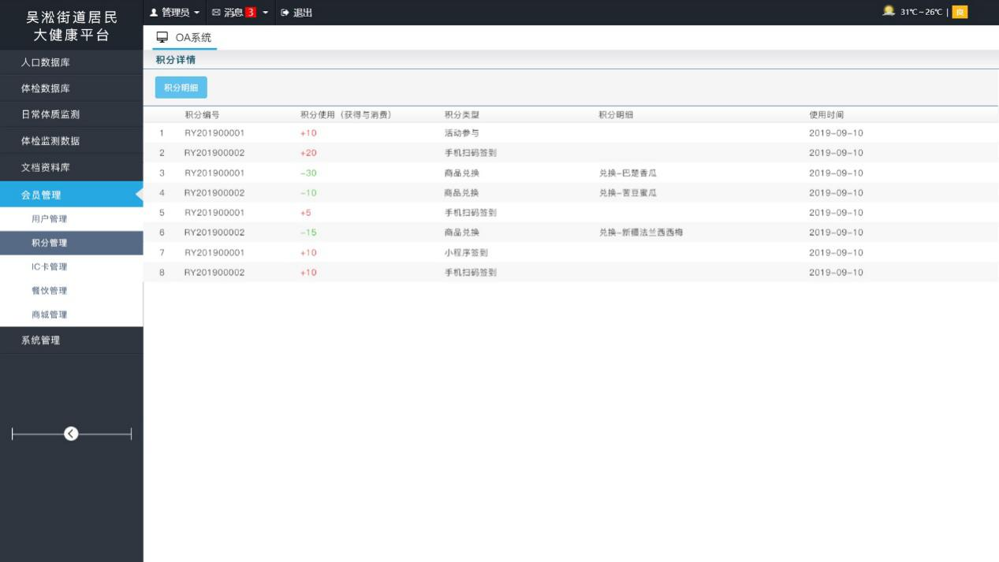 吴淞街道居民
大健康平台
管理员 消息 3 退出 31℃~26℃ | 良
OA系统
人口数据库
体检数据库
日常体质监测
体检监测数据
文档资料库
会员管理
用户管理
积分管理
IC卡管理
餐饮管理
商城管理
系统管理
积分详情
积分明细
积分编号 积分使用（获得与消费） 积分类型 积分明细 使用时间
1 RY201900001 +10 活动参与 2019-09-10
2 RY201900002 +20 手机扫码签到 2019-09-10
3 RY201900001 -30 商品兑换 兑换-巴楚香瓜 2019-09-10
4 RY201900002 -10 商品兑换 兑换-苦豆蜜瓜 2019-09-10
5 RY201900001 +5 手机扫码签到 2019-09-10
6 RY201900002 -15 商品兑换 兑换-新疆法兰西西梅 2019-09-10
7 RY201900001 +10 小程序签到 2019-09-10
8 RY201900002 +10 手机扫码签到 2019-09-10